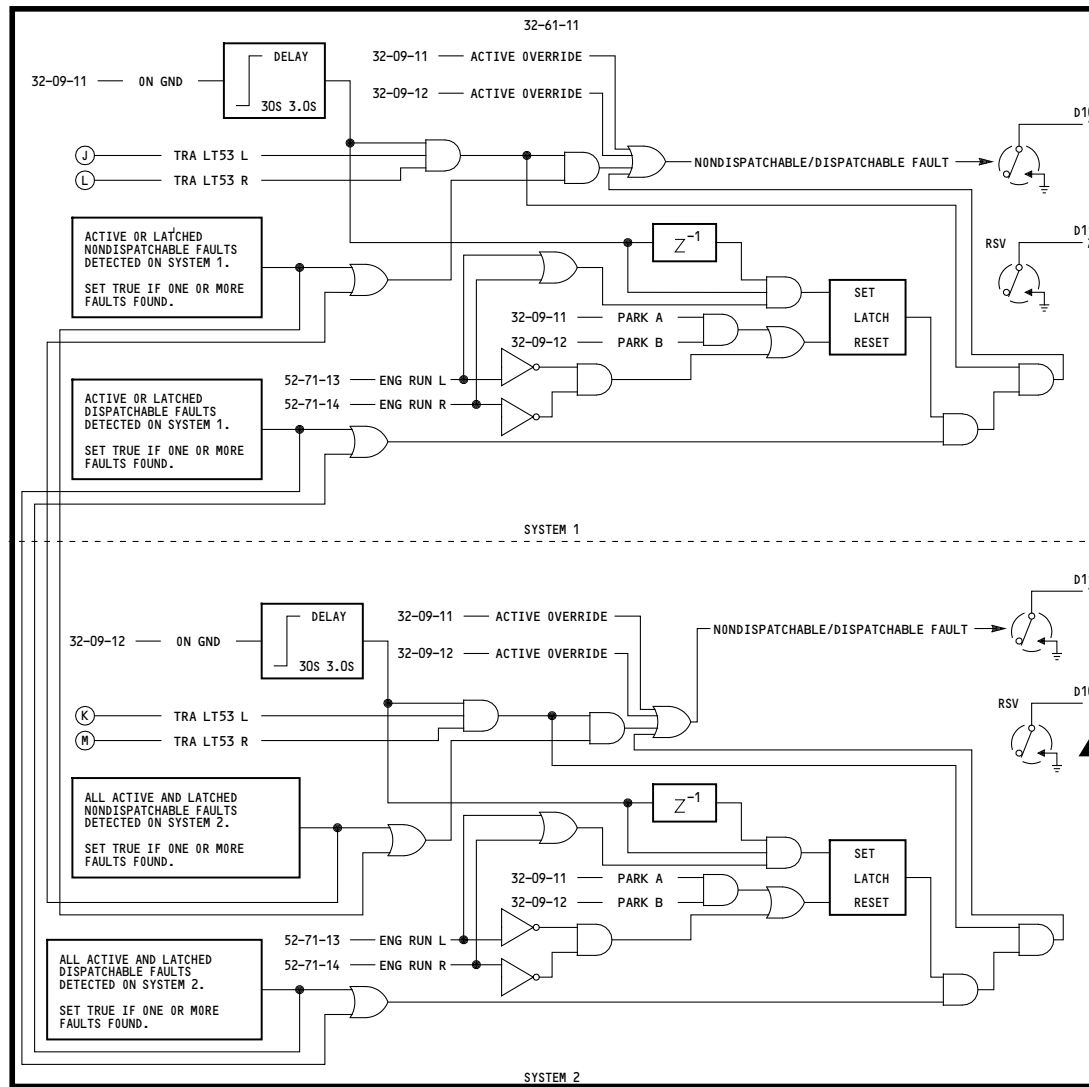 32-61-11
32-09-11 ON GND
DELAY
30S 3.0S
32-09-11 ACTIVE OVERRIDE
32-09-12 ACTIVE OVERRIDE
J TRA LT53 L
L TRA LT53 R
NONDISPATCHABLE/DISPATCHABLE FAULT
ACTIVE OR LATCHED
NONDISPATCHABLE FAULTS
DETECTED ON SYSTEM 1.
SET TRUE IF ONE OR MORE
FAULTS FOUND.
Z-1
RSV
32-09-11 PARK A
32-09-12 PARK B
SET
LATCH
RESET
52-71-13 ENG RUN L
52-71-14 ENG RUN R
ACTIVE OR LATCHED
DISPATCHABLE FAULTS
DETECTED ON SYSTEM 1.
SET TRUE IF ONE OR MORE
FAULTS FOUND.
SYSTEM 1
32-09-12 ON GND
DELAY
30S 3.0S
32-09-11 ACTIVE OVERRIDE
32-09-12 ACTIVE OVERRIDE
NONDISPATCHABLE/DISPATCHABLE FAULT
K TRA LT53 L
M TRA LT53 R
RSV
ALL ACTIVE AND LATCHED
NONDISPATCHABLE FAULTS
DETECTED ON SYSTEM 2.
SET TRUE IF ONE OR MORE
FAULTS FOUND.
Z-1
32-09-11 PARK A
32-09-12 PARK B
SET
LATCH
RESET
52-71-13 ENG RUN L
52-71-14 ENG RUN R
ALL ACTIVE AND LATCHED
DISPATCHABLE FAULTS
DETECTED ON SYSTEM 2.
SET TRUE IF ONE OR MORE
FAULTS FOUND.
SYSTEM 2